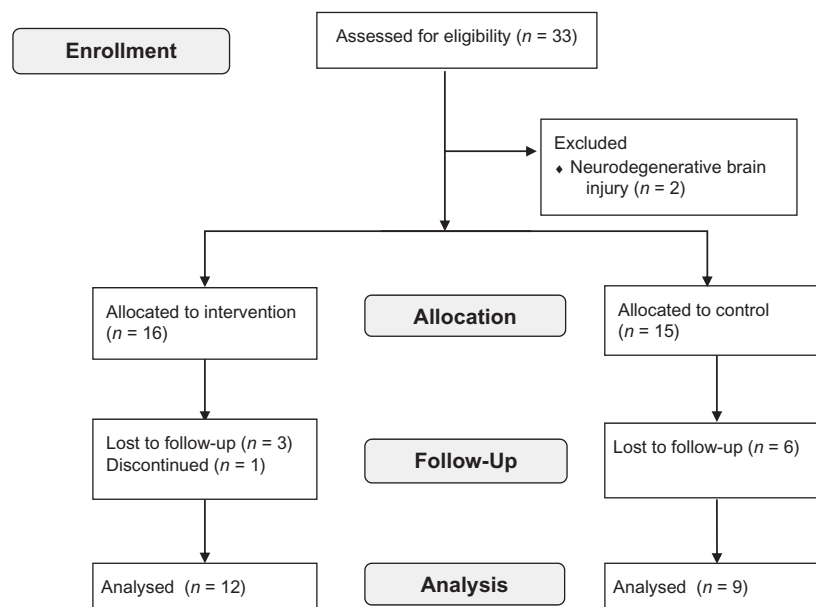 Assessed for eligibility (n = 33)
Enrollment
Excluded
♦ Neurodegenerative brain
injury (n = 2)
Allocated to intervention
(n = 16)
Allocation
Allocated to control
(n = 15)
Lost to follow-up (n = 3)
Discontinued (n = 1)
Follow-Up
Lost to follow-up (n = 6)
Analysed (n = 12)
Analysis
Analysed (n = 9)